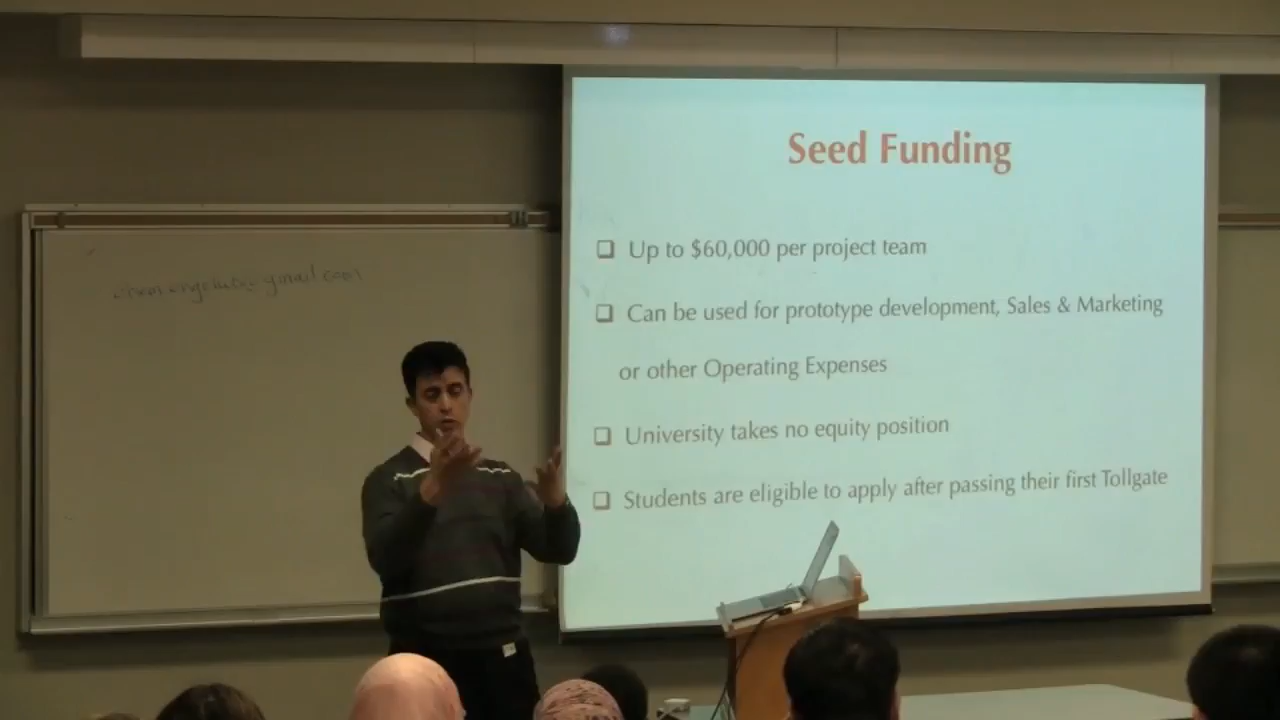 Seed Funding
❑ Up to $60,000 per project team
❑ Can be used for prototype development, Sales & Marketing
or other Operating Expenses
❑ University takes no equity position
❑ Students are eligible to apply after passing their first Tollgate